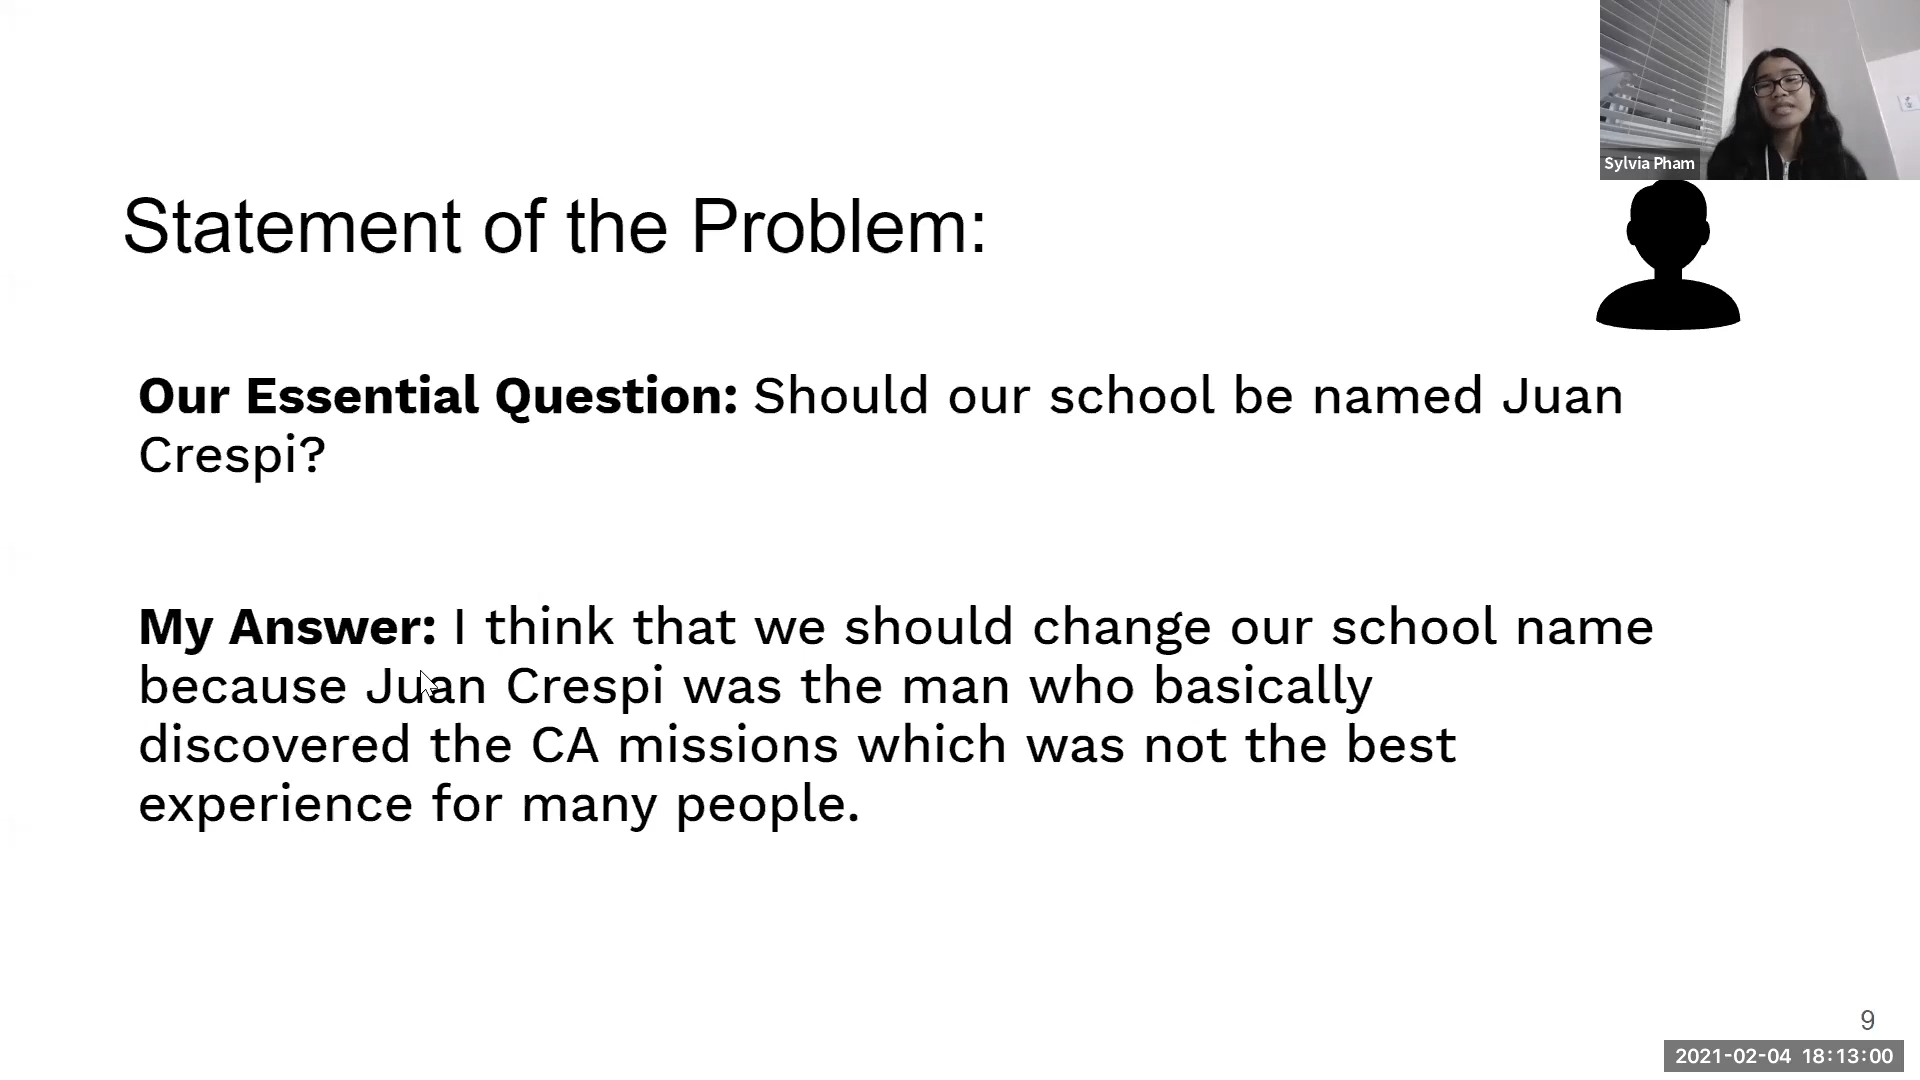 Sylvia Pham
Statement of the Problem:
Our Essential Question: Should our school be named Juan
Crespi?
My Answer: I think that we should change our school name
because Juan Crespi was the man who basically
discovered the CA missions which was not the best
experience for many people.
9
2021-02-04 18:13:00